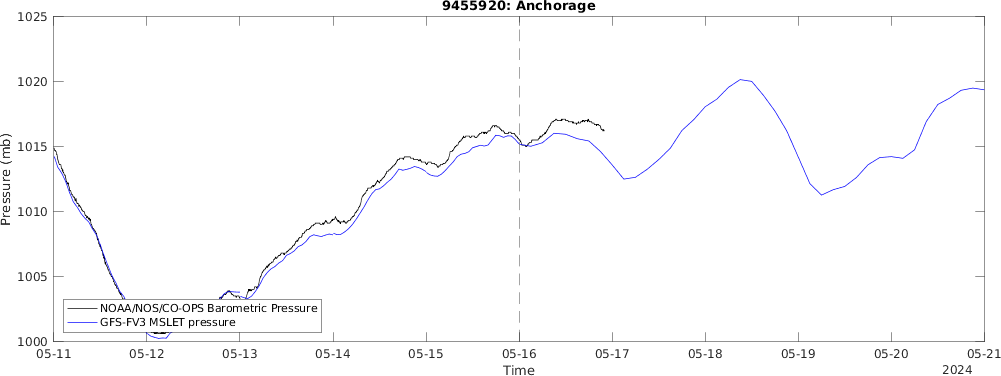 9455920: Anchorage
1025
1020
1015
1010
1005
1000
Pressure (mb)
NOAA/NOS/CO-OPS Barometric Pressure
GFS-FV3 MSLET pressure
05-11 05-12 05-13 05-14 05-15 05-16 05-17 05-18 05-19 05-20 05-21
Time
2024